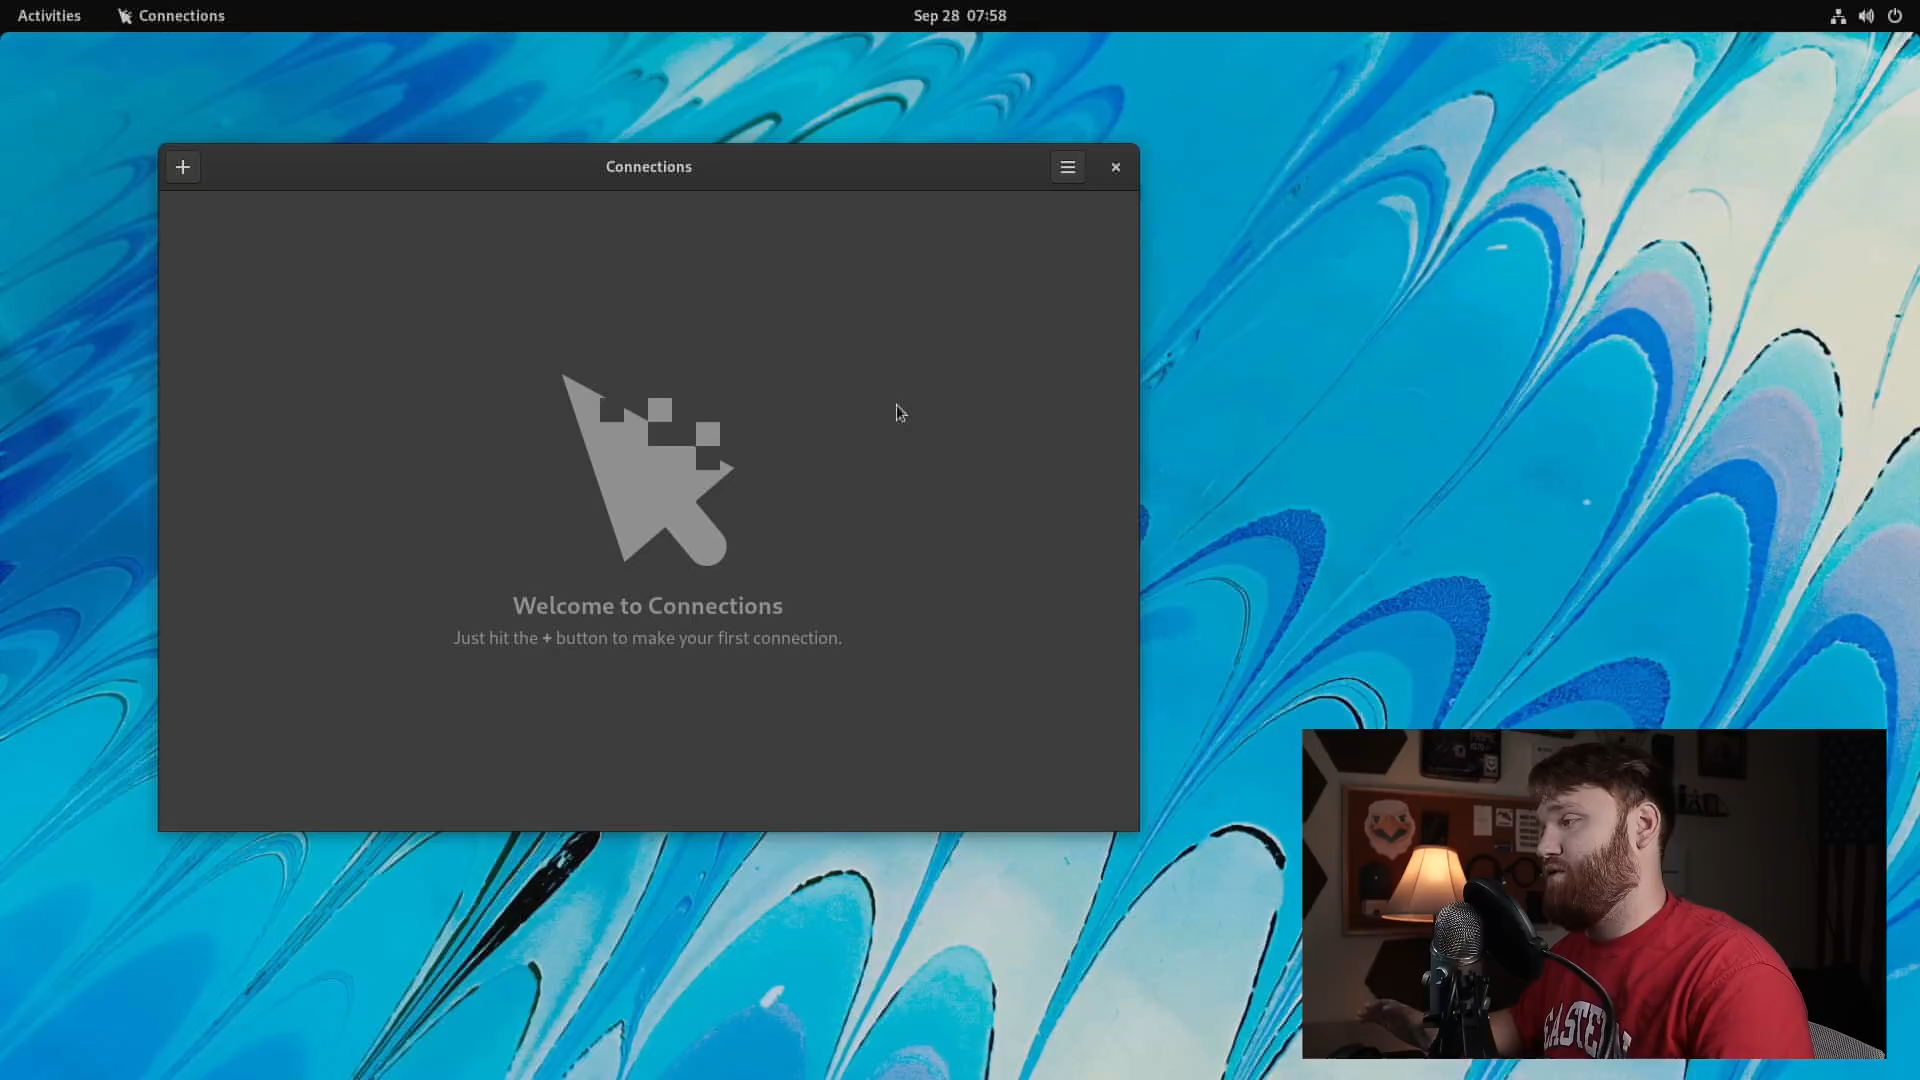 Activities
Connections
Sep 28 07:58
Connections
Welcome to Connections
Just hit the + button to make your first connection.
EASTE